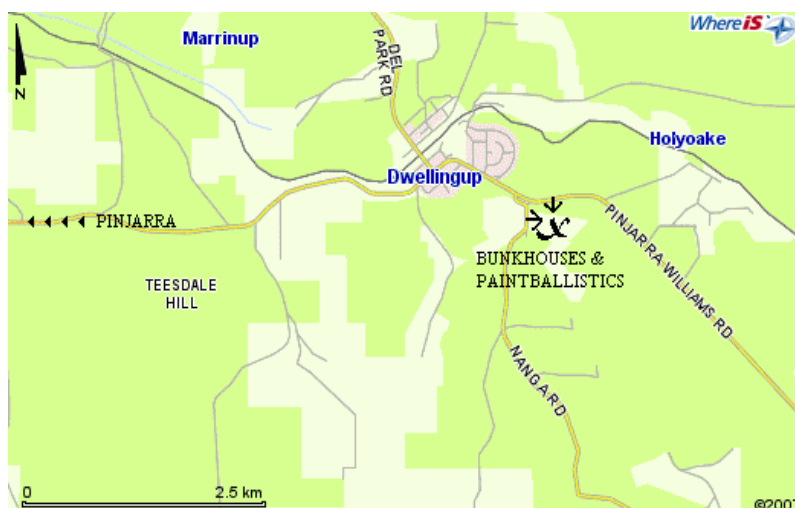 WhereiS
Marrinup
DEL
PARK RD
N
Holyoake
Dwellingup
PINJARRA
X
BUNKHOUSES &
PAINTBALLISTICS
PINJARRA WILLIAMS RD
TEESDALE
HILL
NANGA RD
0 2.5 km
©2007